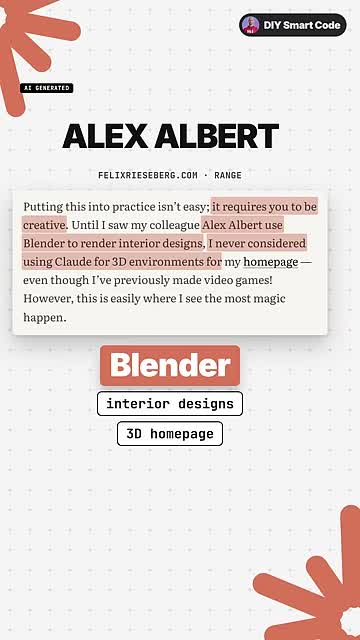 DIY Smart Code
AI GENERATED
ALEX ALBERT
FELIXRIESEBERG.COM · RANGE
Putting this into practice isn’t easy; it requires you to be
creative. Until I saw my colleague Alex Albert use
Blender to render interior designs, I never considered
using Claude for 3D environments for my homepage —
even though I’ve previously made video games!
However, this is easily where I see the most magic
happen.
Blender
interior designs
3D homepage